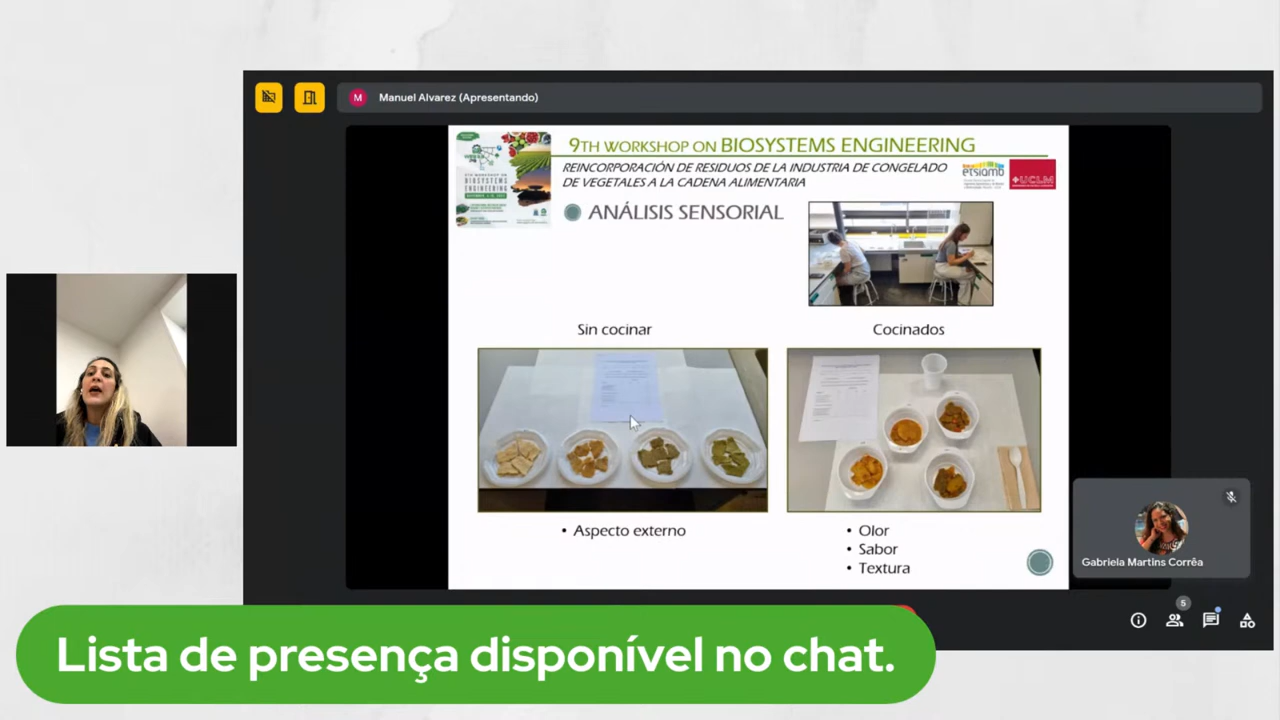 M Manuel Alvarez (Apresentando)
9TH WORKSHOP ON BIOSYSTEMS ENGINEERING
REINCORPORACIÓN DE RESIDUOS DE LA INDUSTRIA DE CONGELADO
DE VEGETALES A LA CADENA ALIMENTARIA
BIOSYSTEMS
ENGINEERING
etsiamb
UCLM
ANÁLISIS SENSORIAL
Sin cocinar
Cocinados
• Aspecto externo
• Olor
• Sabor
• Textura
Gabriela Martins Corrêa
5
Lista de presença disponível no chat.